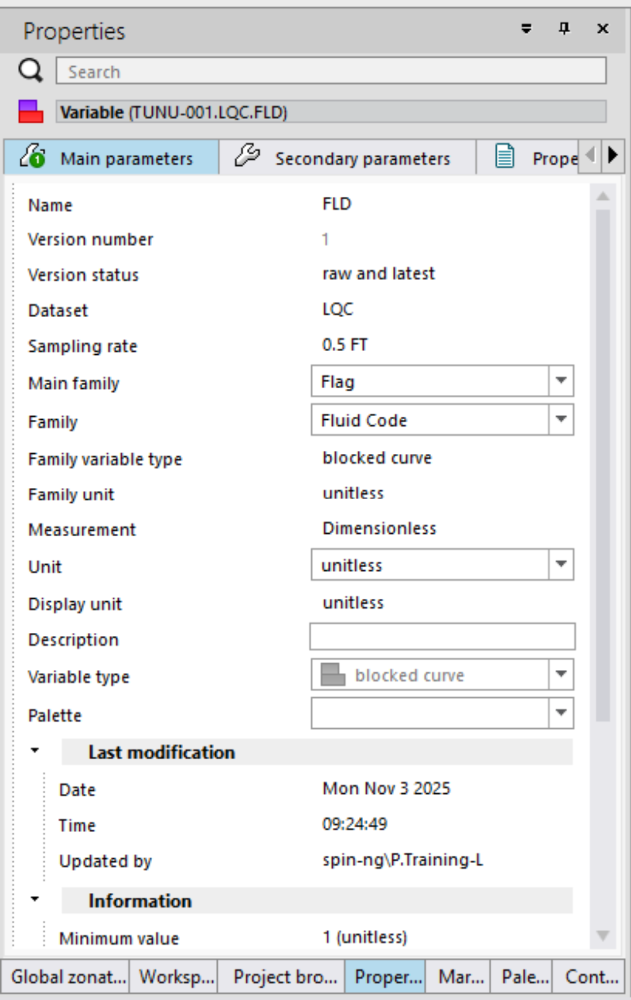 Properties
Search
Variable (TUNU-001.LQC.FLD)
1 Main parameters Secondary parameters Prope
Name FLD
Version number 1
Version status raw and latest
Dataset LQC
Sampling rate 0.5 FT
Main family Flag
Family Fluid Code
Family variable type blocked curve
Family unit unitless
Measurement Dimensionless
Unit unitless
Display unit unitless
Description
Variable type blocked curve
Palette
Last modification
Date Mon Nov 3 2025
Time 09:24:49
Updated by spin-ng\P.Training-L
Information
Minimum value 1 (unitless)
Global zonat... Worksp... Project bro... Proper... Mar... Pale... Cont...